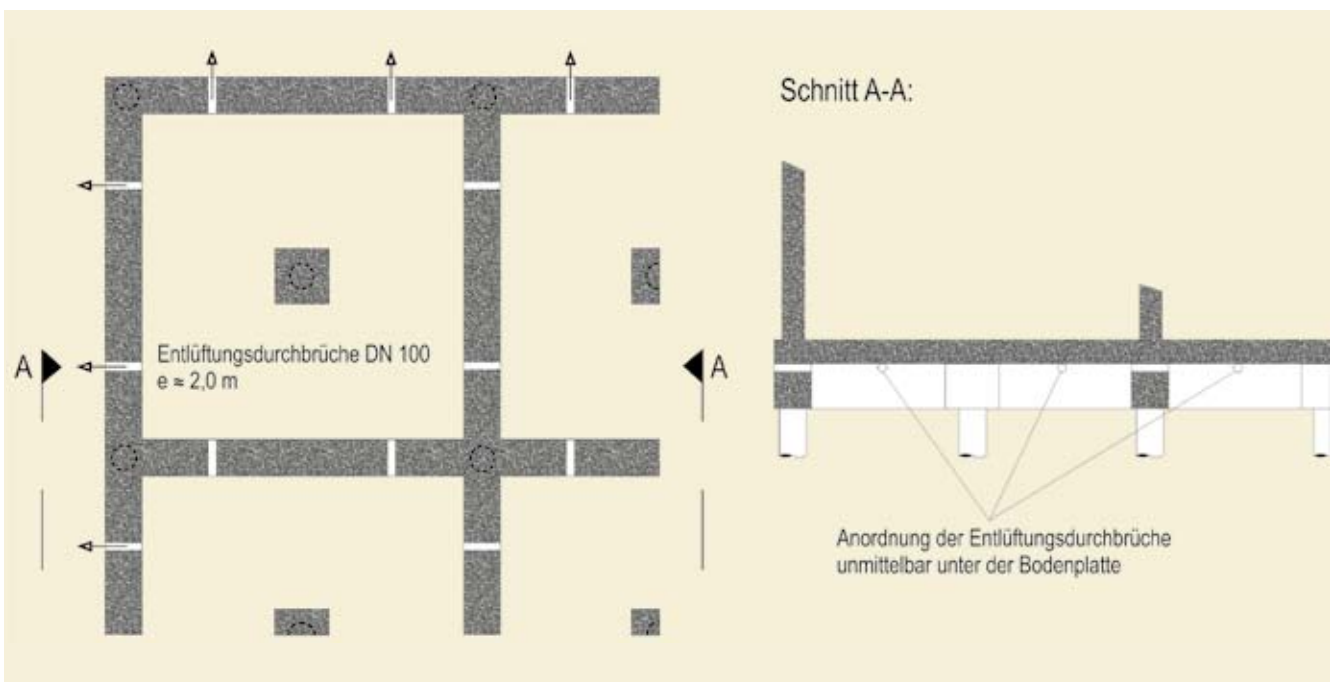 Schnitt A-A:
Entlüftungsdurchbrüche DN 100
e ≈ 2,0 m
A
A
Anordnung der Entlüftungsdurchbrüche
unmittelbar unter der Bodenplatte